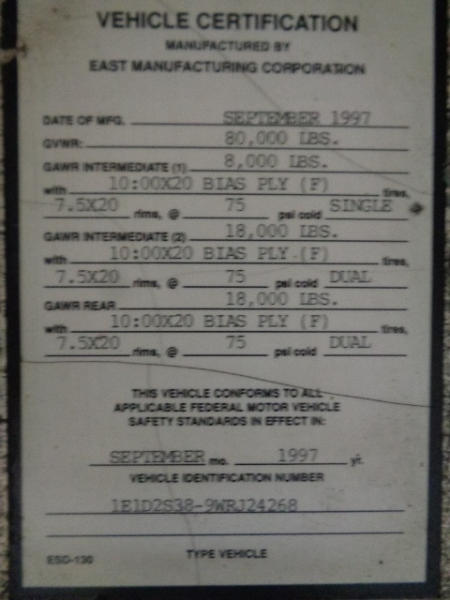 VEHICLE CERTIFICATION
MANUFACTURED BY
EAST MANUFACTURING CORPORATION
DATE OF MFG. SEPTEMBER 1997
GVWR: 80,000 LBS.
GAWR INTERMEDIATE (1) 8,000 LBS.
with 10:00X20 BIAS PLY (F) tires,
7.5X20 rims, @ 75 psi cold SINGLE
GAWR INTERMEDIATE (2) 18,000 LBS.
with 10:00X20 BIAS PLY (F) tires,
7.5X20 rims, @ 75 psi cold DUAL
GAWR REAR 18,000 LBS.
with 10:00X20 BIAS PLY (F) tires,
7.5X20 rims, @ 75 psi cold DUAL
THIS VEHICLE CONFORMS TO ALL
APPLICABLE FEDERAL MOTOR VEHICLE
SAFETY STANDARDS IN EFFECT IN:
SEPTEMBER mo. 1997 yr.
VEHICLE IDENTIFICATION NUMBER
1E1D2S38-9WRJ24268
TYPE VEHICLE
ESD-130